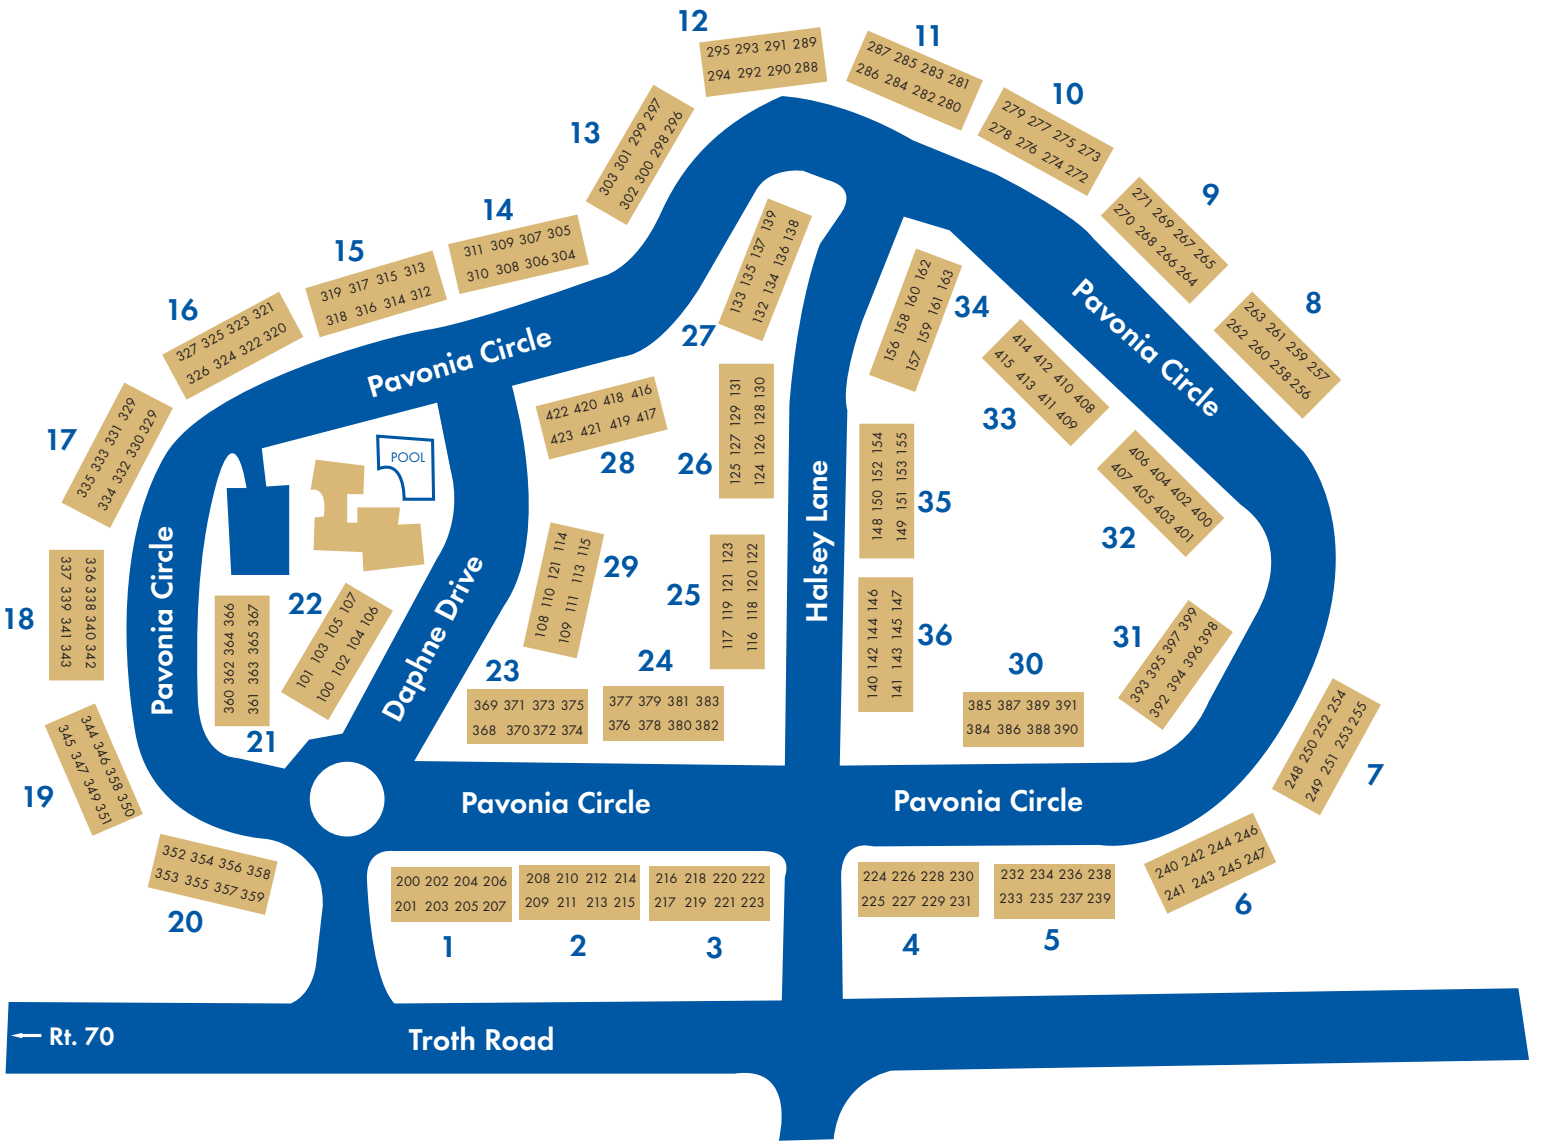 12
295 293 291 289
294 292 290 288
11
287 285 283 281
286 284 282 280
10
279 277 275 273
278 276 274 272
13
303 301 299 297
302 300 298 296
9
271 269 267 265
270 268 266 264
14
311 309 307 305
310 308 306 304
15
319 317 315 313
318 316 314 312
16
327 325 323 321
326 324 322 320
8
263 261 259 257
262 260 258 256
27
133 135 137 139
132 134 136 138
34
156 158 160 162
157 159 161 163
Pavonia Circle
Pavonia Circle
33
414 412 410 408
415 413 411 409
17
335 333 331 329
334 332 330 329
28
422 420 418 416
423 421 419 417
26
125 127 129 131
124 126 128 130
POOL
35
148 150 152 154
149 151 153 155
32
406 404 402 400
407 405 403 401
Halsey Lane
18
337 339 341 343
336 338 340 342
Pavonia Circle
22
101 103 105 107
100 102 104 106
21
360 362 364 366
361 363 365 367
Daphne Drive
29
108 110 121 114
109 111 113 115
25
117 119 121 123
116 118 120 122
36
140 142 144 146
141 143 145 147
31
393 395 397 399
392 394 396 398
23
369 371 373 375
368 370 372 374
24
377 379 381 383
376 378 380 382
30
385 387 389 391
384 386 388 390
7
248 250 252 254
249 251 253 255
19
344 346 358 350
345 347 349 351
Pavonia Circle
Pavonia Circle
20
352 354 356 358
353 355 357 359
200 202 204 206
201 203 205 207
1
208 210 212 214
209 211 213 215
2
216 218 220 222
217 219 221 223
3
224 226 228 230
225 227 229 231
4
232 234 236 238
233 235 237 239
5
240 242 244 246
241 243 245 247
6
← Rt. 70
Troth Road